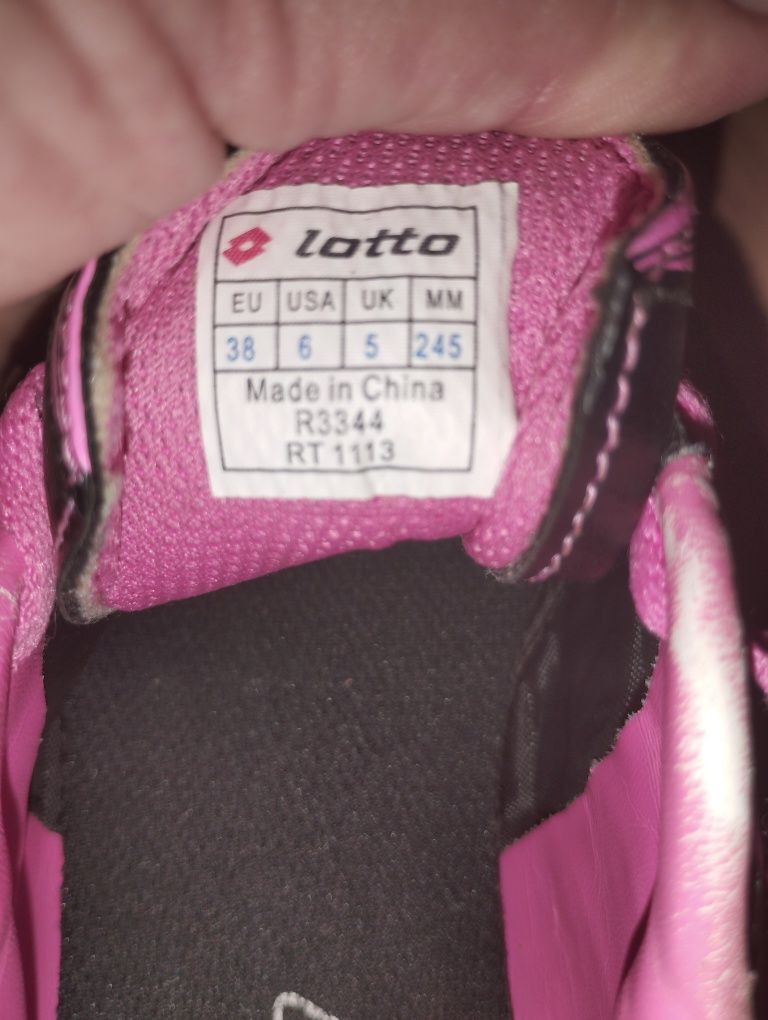 lotto
EU USA UK MM
38 6 5 245
Made in China
R3344
RT 1113